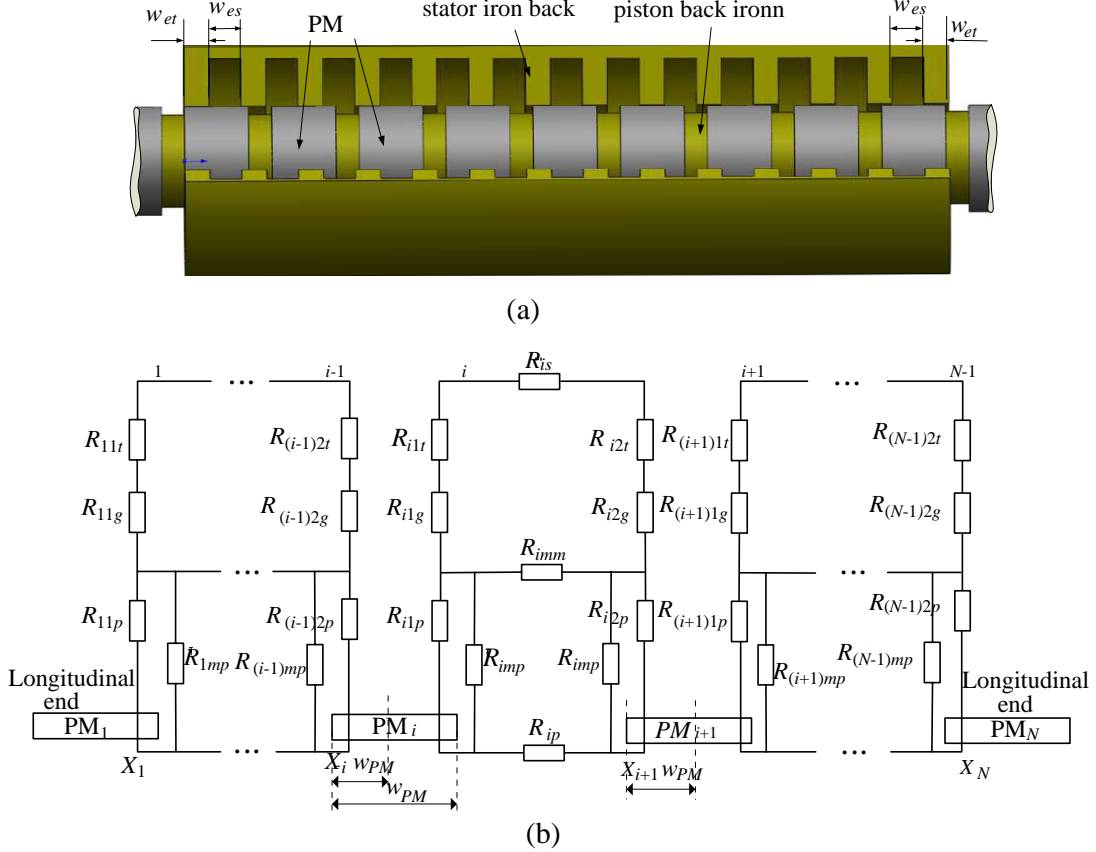 w_et w_es PM stator iron back piston back ironn w_es w_et
(a)
1 ... i-1 i R_is i+1 ... N-1
R_11t R_(i-1)2t R_i1t R_i2t R_(i+1)1t R_(N-1)2t
R_11g R_(i-1)2g R_i1g R_i2g R_(i+1)1g R_(N-1)2g
R_imm
... ...
R_11p R_(i-1)2p R_i1p R_i2p R_(i+1)1p R_(N-1)2p
R_1mp R_(i-1)mp R_imp R_imp R_(i+1)mp R_(N-1)mp
Longitudinal
end
Longitudinal
end
PM_1 PM_i R_ip PM_i+1 PM_N
... ...
X_1 X_i w_PM X_i+1 w_PM X_N
w_PM
(b)